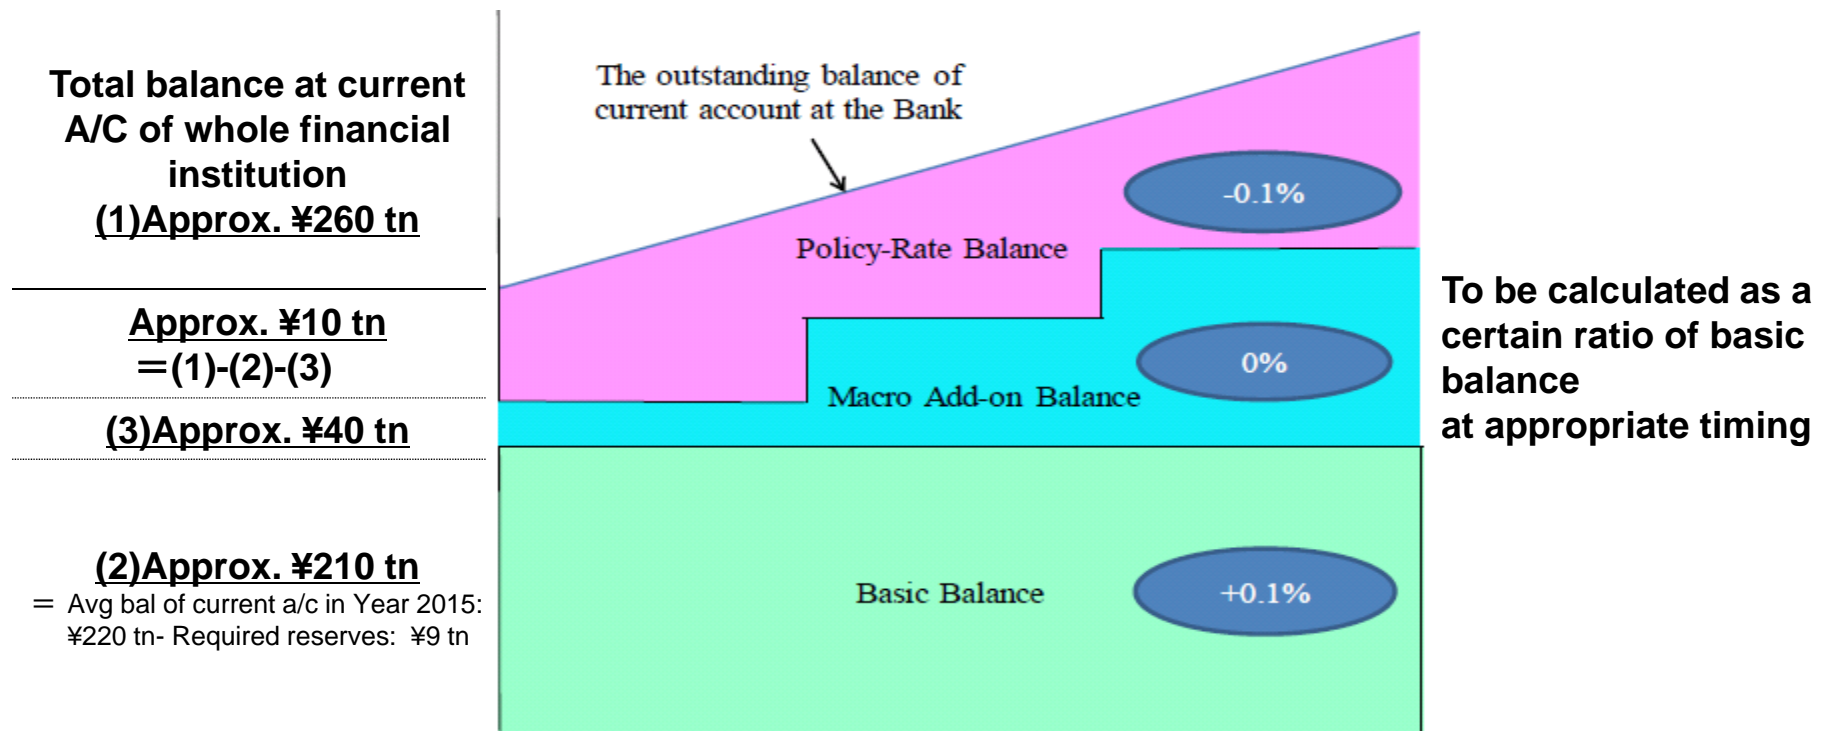 Total balance at current
A/C of whole financial
institution
(1)Approx. ¥260 tn
Approx. ¥10 tn
＝(1)-(2)-(3)
(3)Approx. ¥40 tn
(2)Approx. ¥210 tn
＝ Avg bal of current a/c in Year 2015:
¥220 tn- Required reserves: ¥9 tn
The outstanding balance of
current account at the Bank
-0.1%
Policy-Rate Balance
0%
Macro Add-on Balance
Basic Balance
+0.1%
To be calculated as a
certain ratio of basic
balance
at appropriate timing